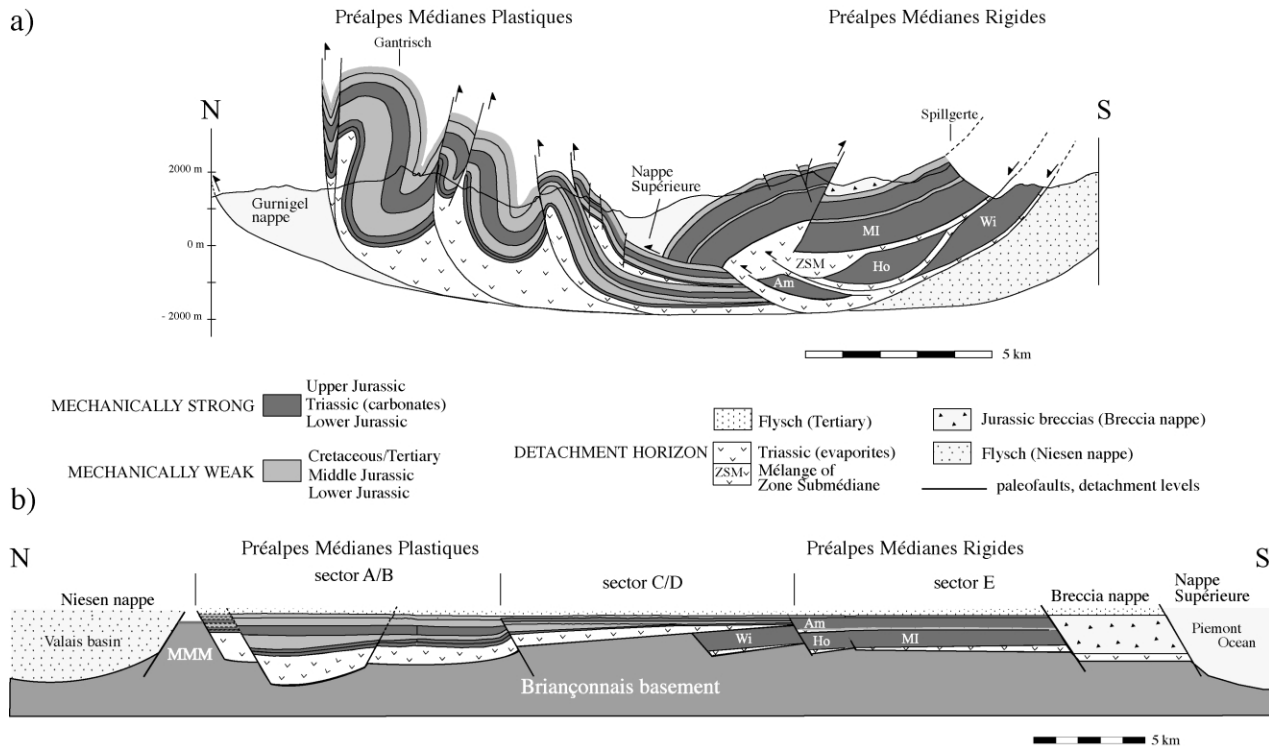 a)
Préalpes Médianes Plastiques
Préalpes Médianes Rigides
Gantrisch
N
S
Spillgerte
2000 m
0 m
- 2000 m
Gurnigel
nappe
Nappe
Supérieure
MI
Wi
ZSM
Ho
Am
5 km
MECHANICALLY STRONG
Upper Jurassic
Triassic (carbonates)
Lower Jurassic
MECHANICALLY WEAK
Cretaceous/Tertiary
Middle Jurassic
Lower Jurassic
DETACHMENT HORIZON
Flysch (Tertiary)
Triassic (evaporites)
ZSM
Mélange of
Zone Submédiane
Jurassic breccias (Breccia nappe)
Flysch (Niesen nappe)
paleofaults, detachment levels
b)
N
S
Préalpes Médianes Plastiques
Préalpes Médianes Rigides
sector A/B
sector C/D
sector E
Niesen nappe
Breccia nappe
Nappe
Supérieure
Valais basin
MMM
Wi
Am
Ho
MI
Piemont
Ocean
Briançonnais basement
5 km